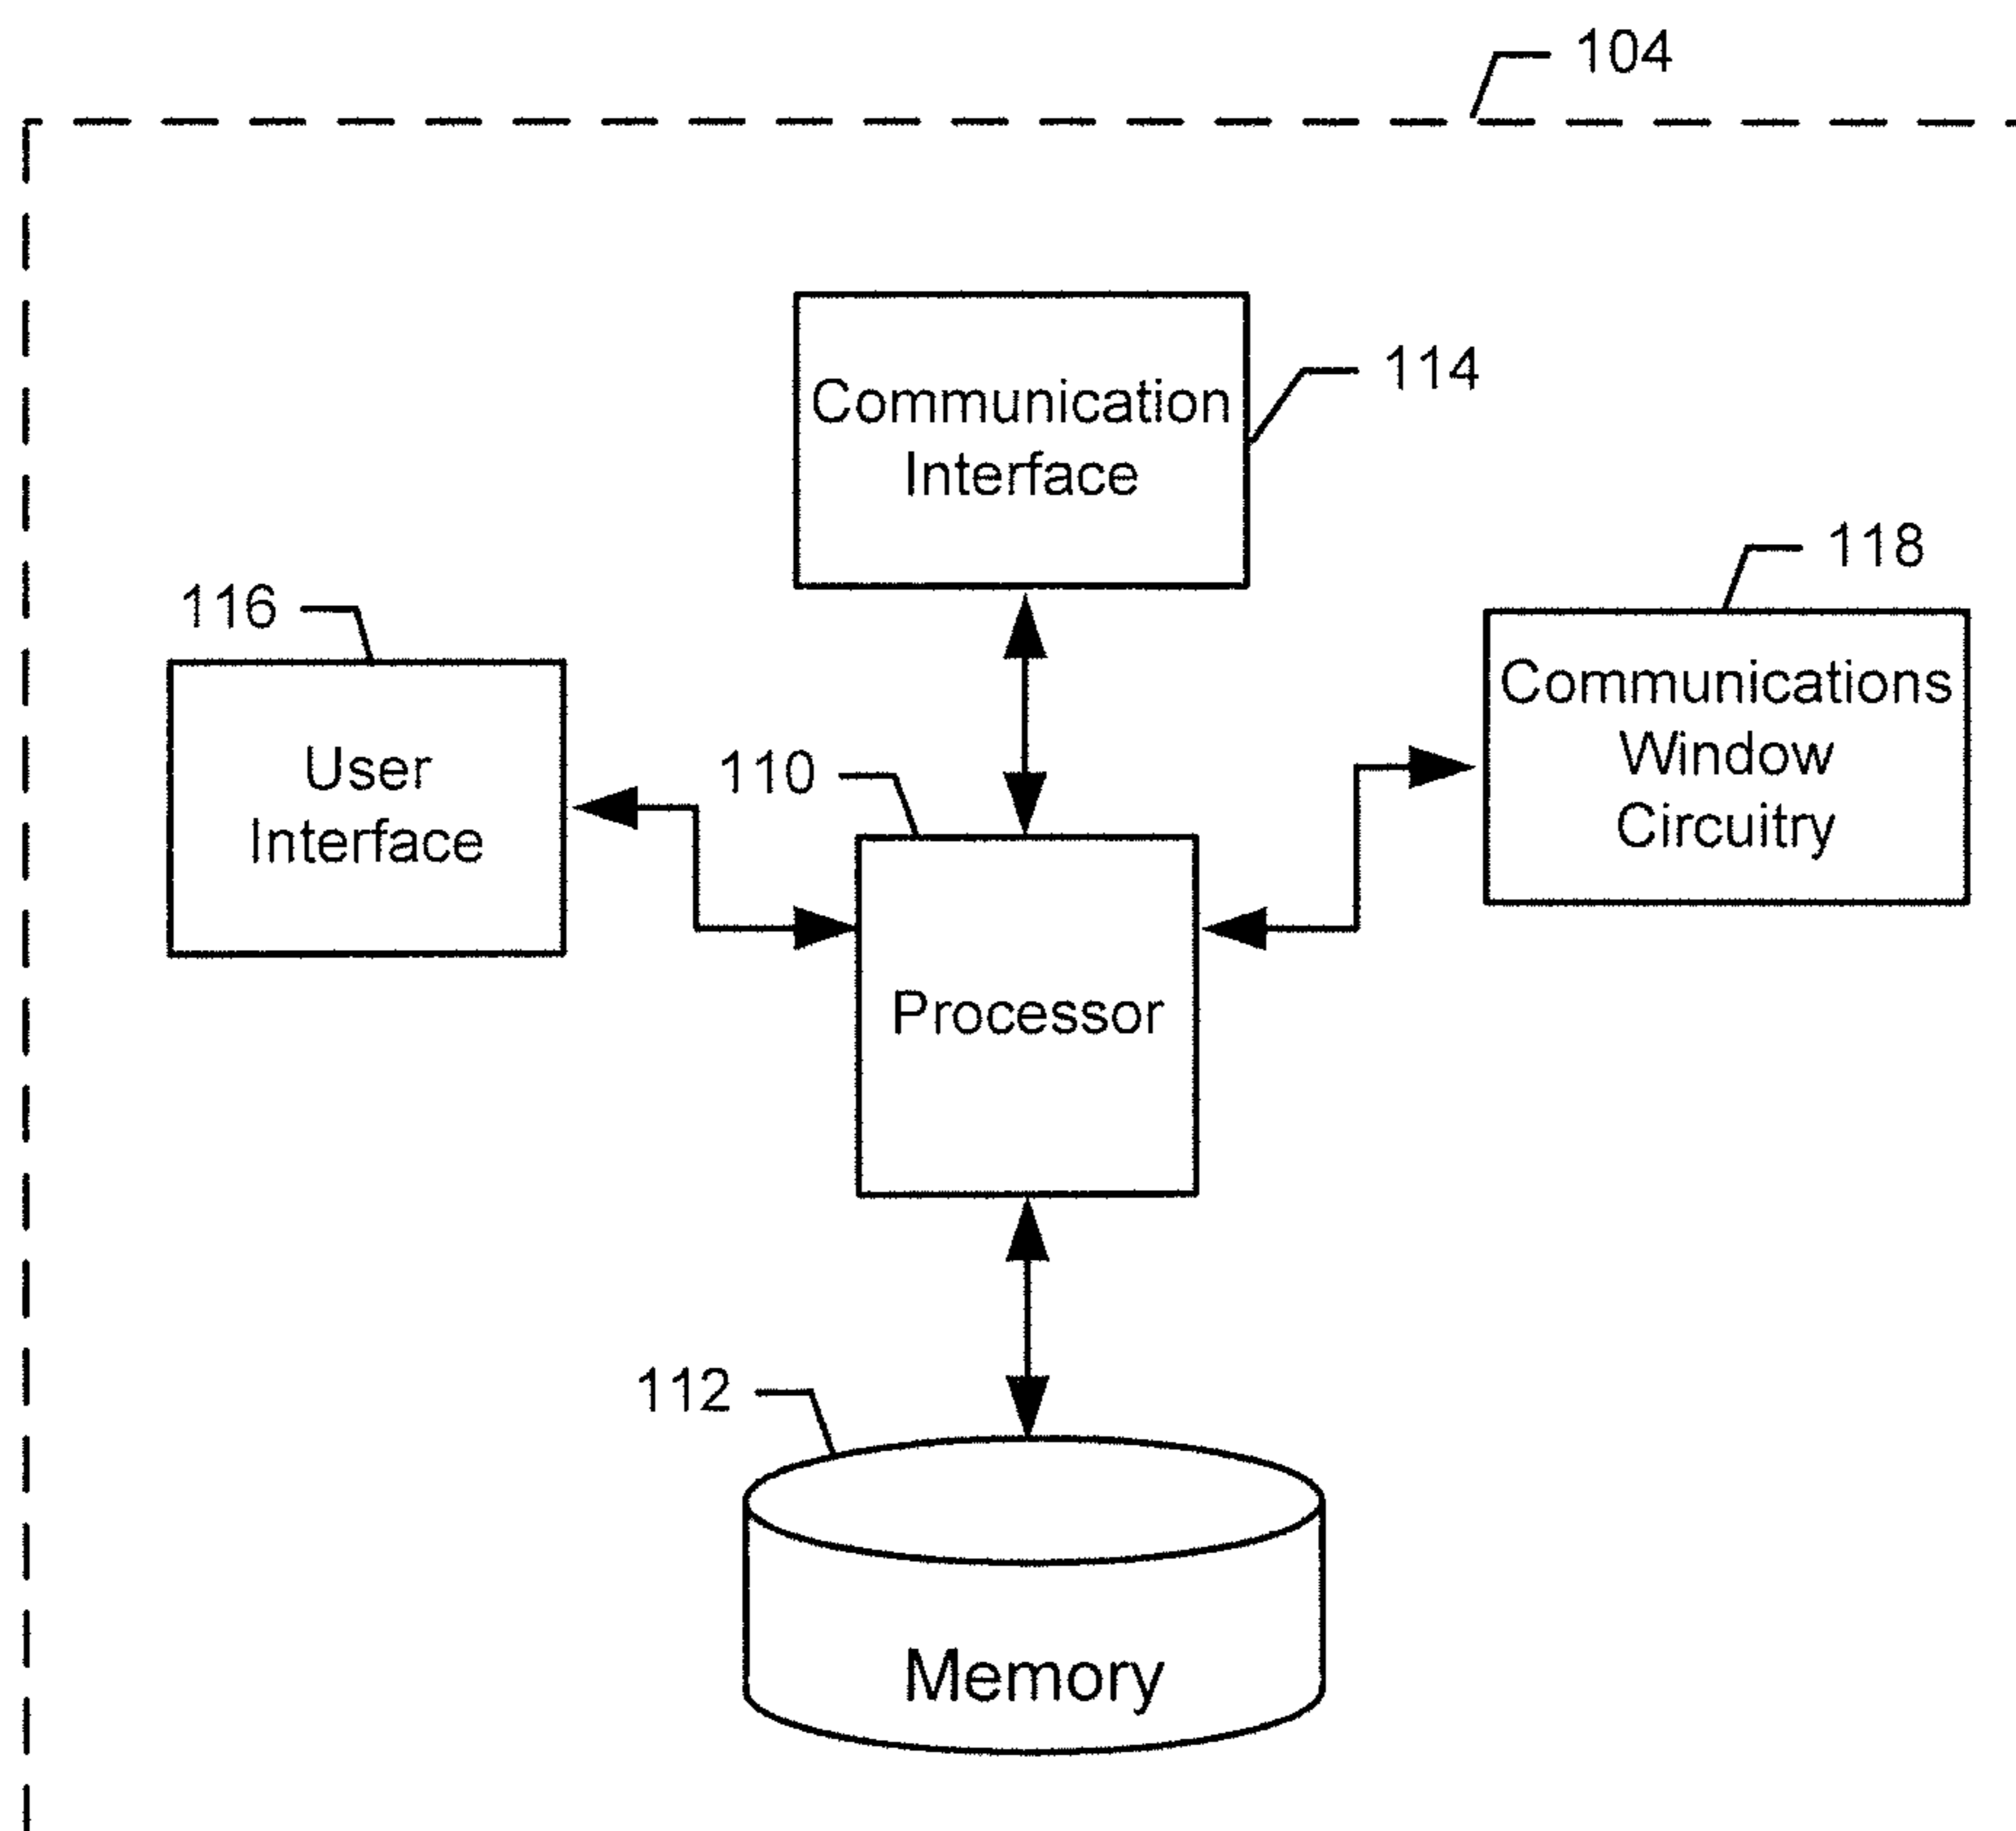 104
Communication
Interface
114
118
116
Communications
Window
Circuitry
User
Interface
110
Processor
112
Memory